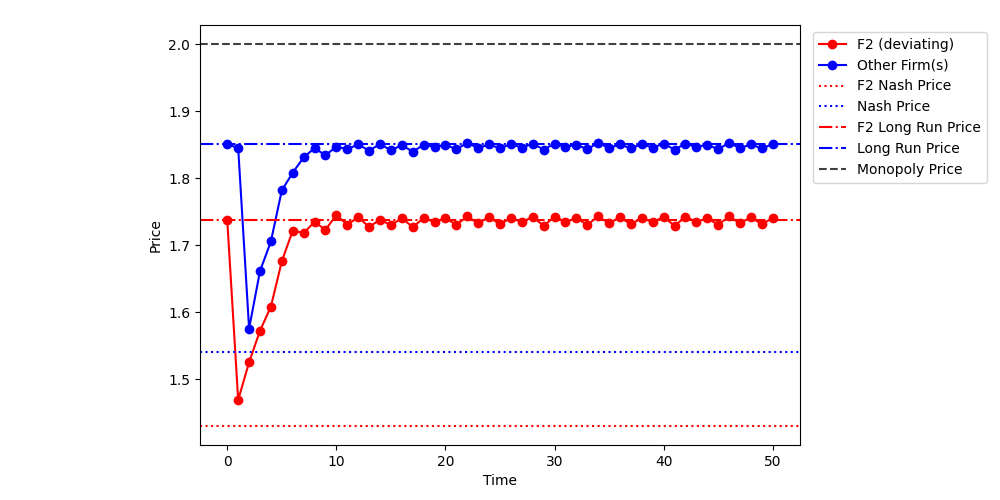 2.0
1.9
1.8
1.7
1.6
1.5
Price
0
10
20
30
40
50
Time
F2 (deviating)
Other Firm(s)
F2 Nash Price
Nash Price
F2 Long Run Price
Long Run Price
Monopoly Price